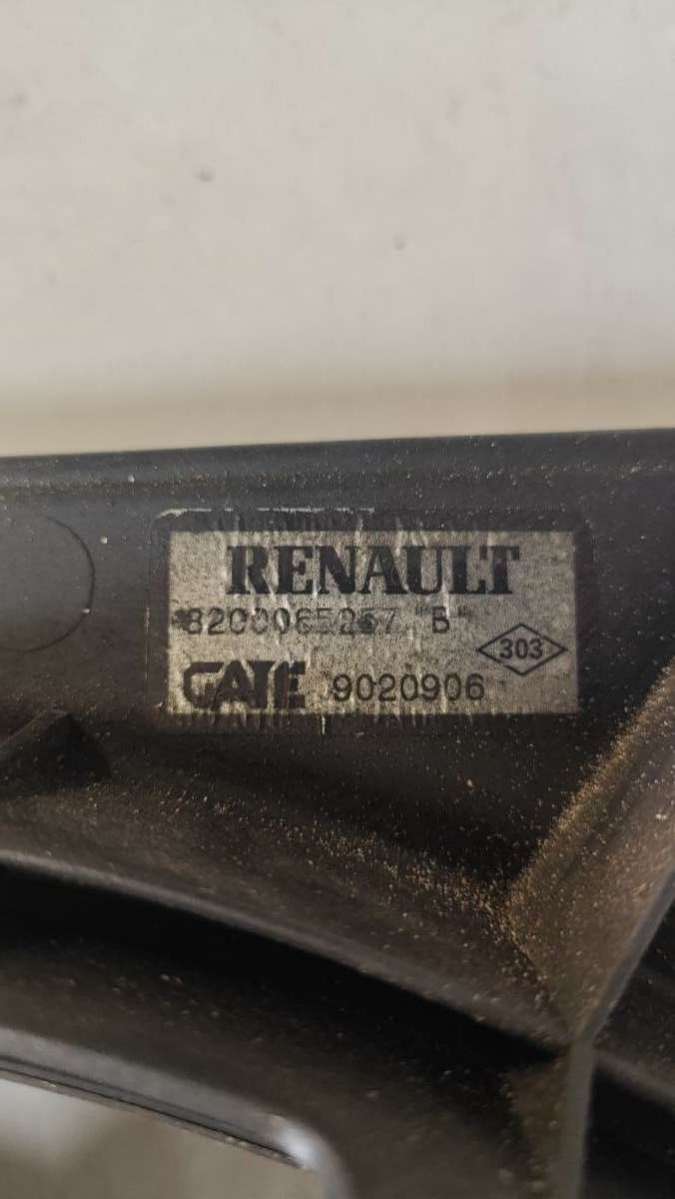 RENAULT
*8200065257 "B"
303
GATE 9020906